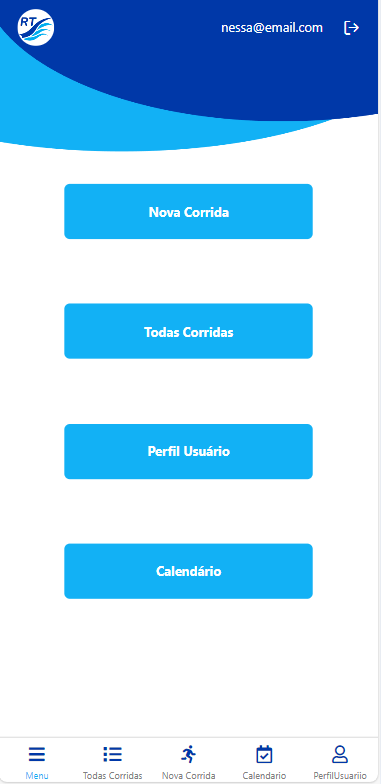 RT
nessa@email.com
Nova Corrida
Todas Corridas
Perfil Usuário
Calendário
Menu
Todas Corridas
Nova Corrida
Calendario
PerfilUsuariio